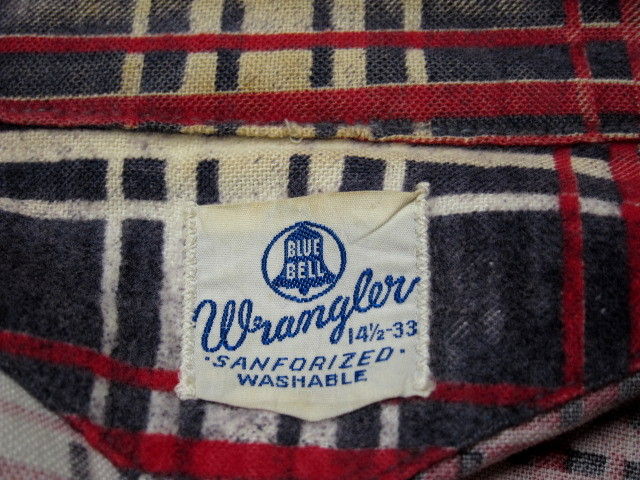 BLUE
BELL
Wrangler
14½-33
·SANFORIZED·
WASHABLE